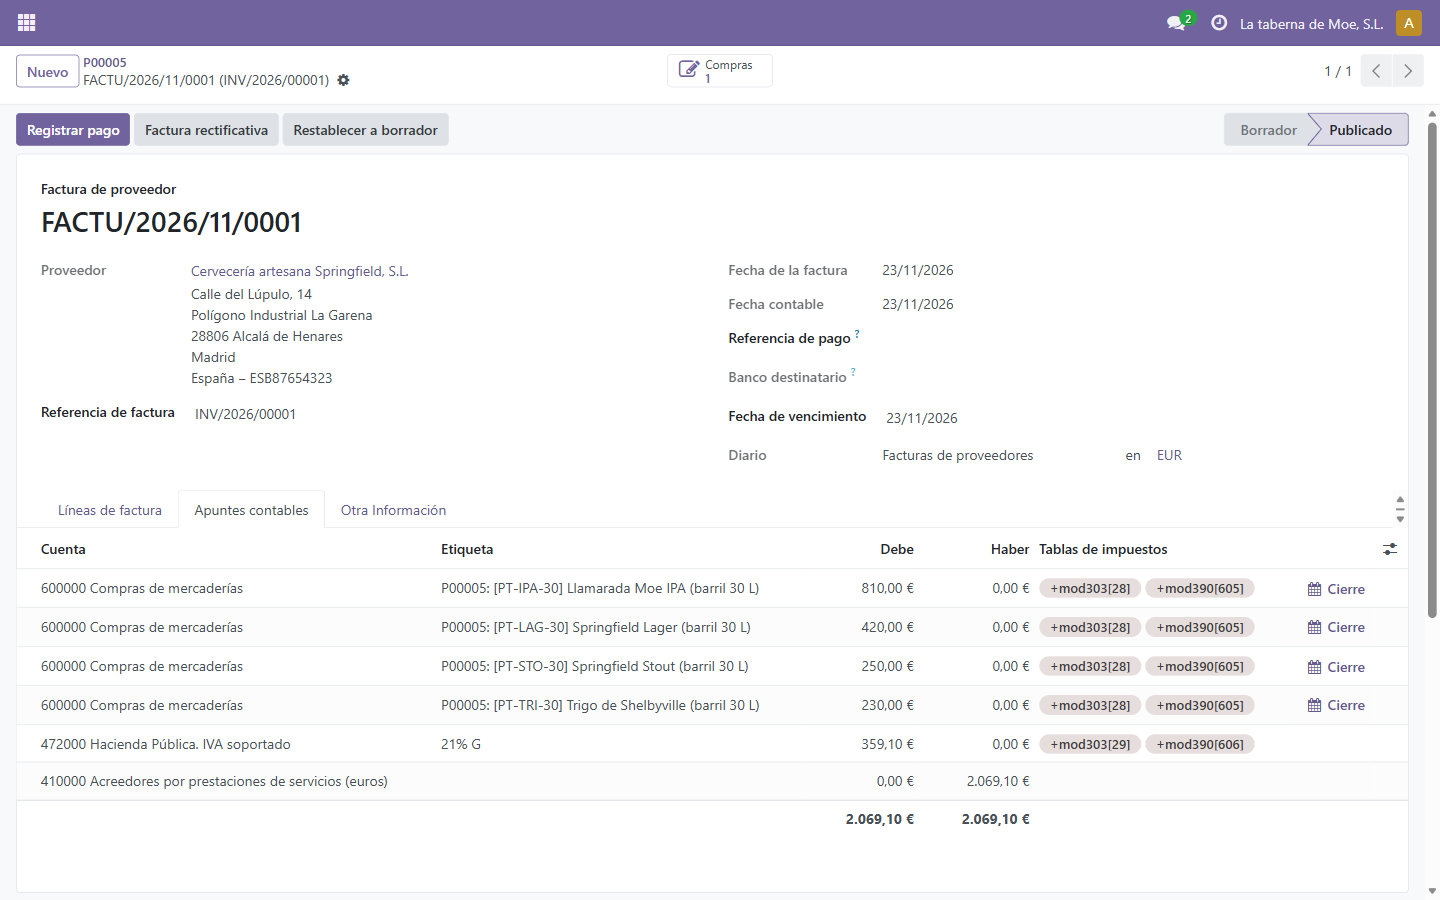 2
La taberna de Moe, S.L.
A
Nuevo
P00005
FACTU/2026/11/0001 (INV/2026/00001)
Compras
1
1 / 1
Registrar pago
Factura rectificativa
Restablecer a borrador
Borrador
Publicado
Factura de proveedor
FACTU/2026/11/0001
Proveedor
Cervecería artesana Springfield, S.L.
Calle del Lúpulo, 14
Polígono Industrial La Garena
28806 Alcalá de Henares
Madrid
España – ESB87654323
Referencia de factura INV/2026/00001
Fecha de la factura 23/11/2026
Fecha contable 23/11/2026
Referencia de pago ?
Banco destinatario ?
Fecha de vencimiento 23/11/2026
Diario Facturas de proveedores en EUR
Líneas de factura Apuntes contables Otra Información
Cuenta Etiqueta Debe Haber Tablas de impuestos
600000 Compras de mercaderías P00005: [PT-IPA-30] Llamarada Moe IPA (barril 30 L) 810,00 € 0,00 € +mod303[28] +mod390[605] Cierre
600000 Compras de mercaderías P00005: [PT-LAG-30] Springfield Lager (barril 30 L) 420,00 € 0,00 € +mod303[28] +mod390[605] Cierre
600000 Compras de mercaderías P00005: [PT-STO-30] Springfield Stout (barril 30 L) 250,00 € 0,00 € +mod303[28] +mod390[605] Cierre
600000 Compras de mercaderías P00005: [PT-TRI-30] Trigo de Shelbyville (barril 30 L) 230,00 € 0,00 € +mod303[28] +mod390[605] Cierre
472000 Hacienda Pública. IVA soportado 21% G 359,10 € 0,00 € +mod303[29] +mod390[606]
410000 Acreedores por prestaciones de servicios (euros) 0,00 € 2.069,10 €
2.069,10 € 2.069,10 €